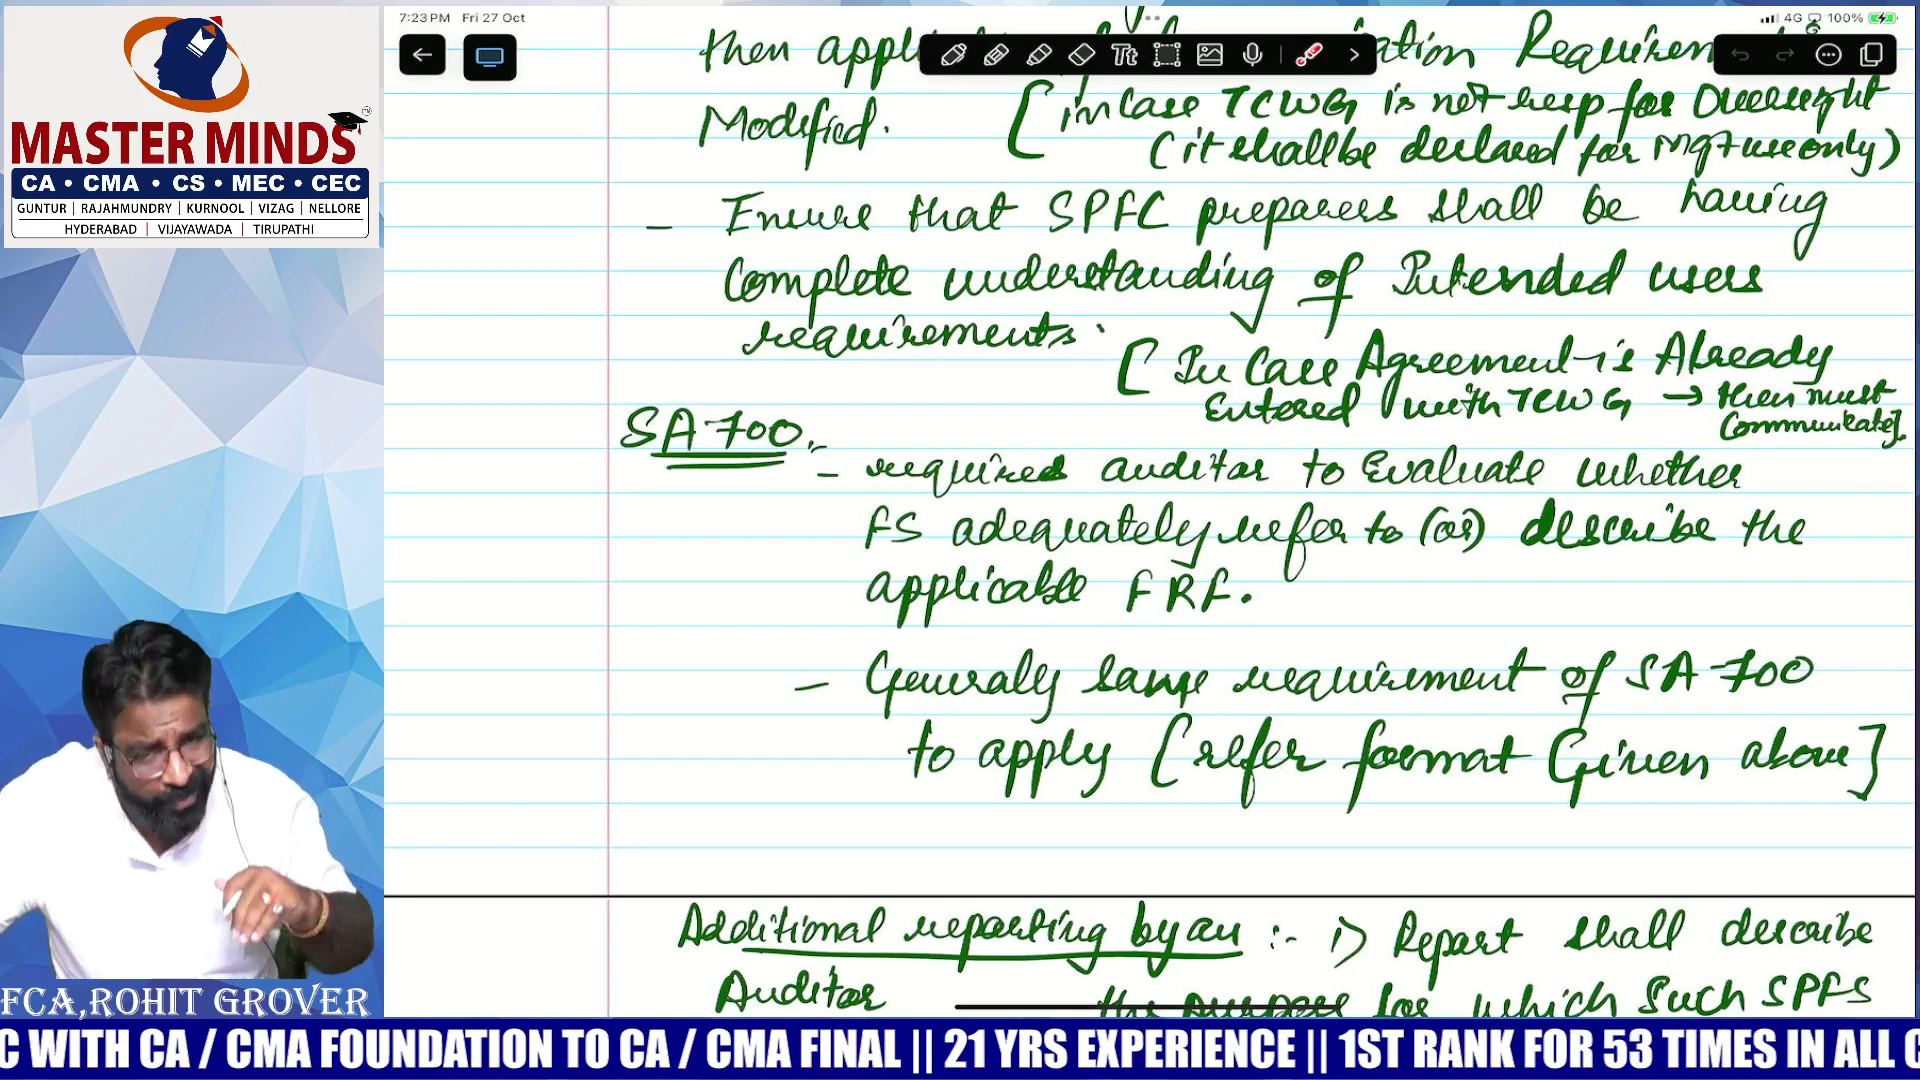 7:23 PM Fri 27 Oct
4G 100%
then
ation
Tt
Modified.
[in case TCWG is not resp for Oversight
(it shall be declared for Mgt use only)
- Ensure that SPFC preparers shall be having
Complete understanding of Intended users
requirements.
[In Case Agreement is Already
Entered with TCWG → then must
Communicate].
SA 700 :-
- required auditor to Evaluate whether
FS adequately refer to (or) describe the
applicable FRF.
- Generally same requirement of SA 700
to apply [refer format Given above]
Additional reporting by an :- i) Report shall describe
Auditor the purpose for which Such SPFS
MASTER MINDS
CA • CMA • CS • MEC • CEC
GUNTUR | RAJAHMUNDRY | KURNOOL | VIZAG | NELLORE
HYDERABAD | VIJAYAWADA | TIRUPATHI
FCA,ROHIT GROVER
C WITH CA / CMA FOUNDATION TO CA / CMA FINAL || 21 YRS EXPERIENCE || 1ST RANK FOR 53 TIMES IN ALL C